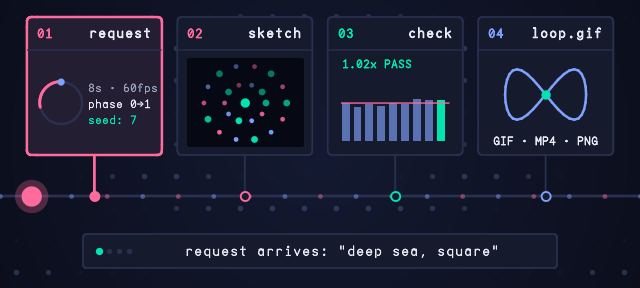 01 request
8s · 60fps
phase 0→1
seed: 7
02 sketch
03 check
1.02x PASS
04 loop.gif
GIF · MP4 · PNG
request arrives: "deep sea, square"